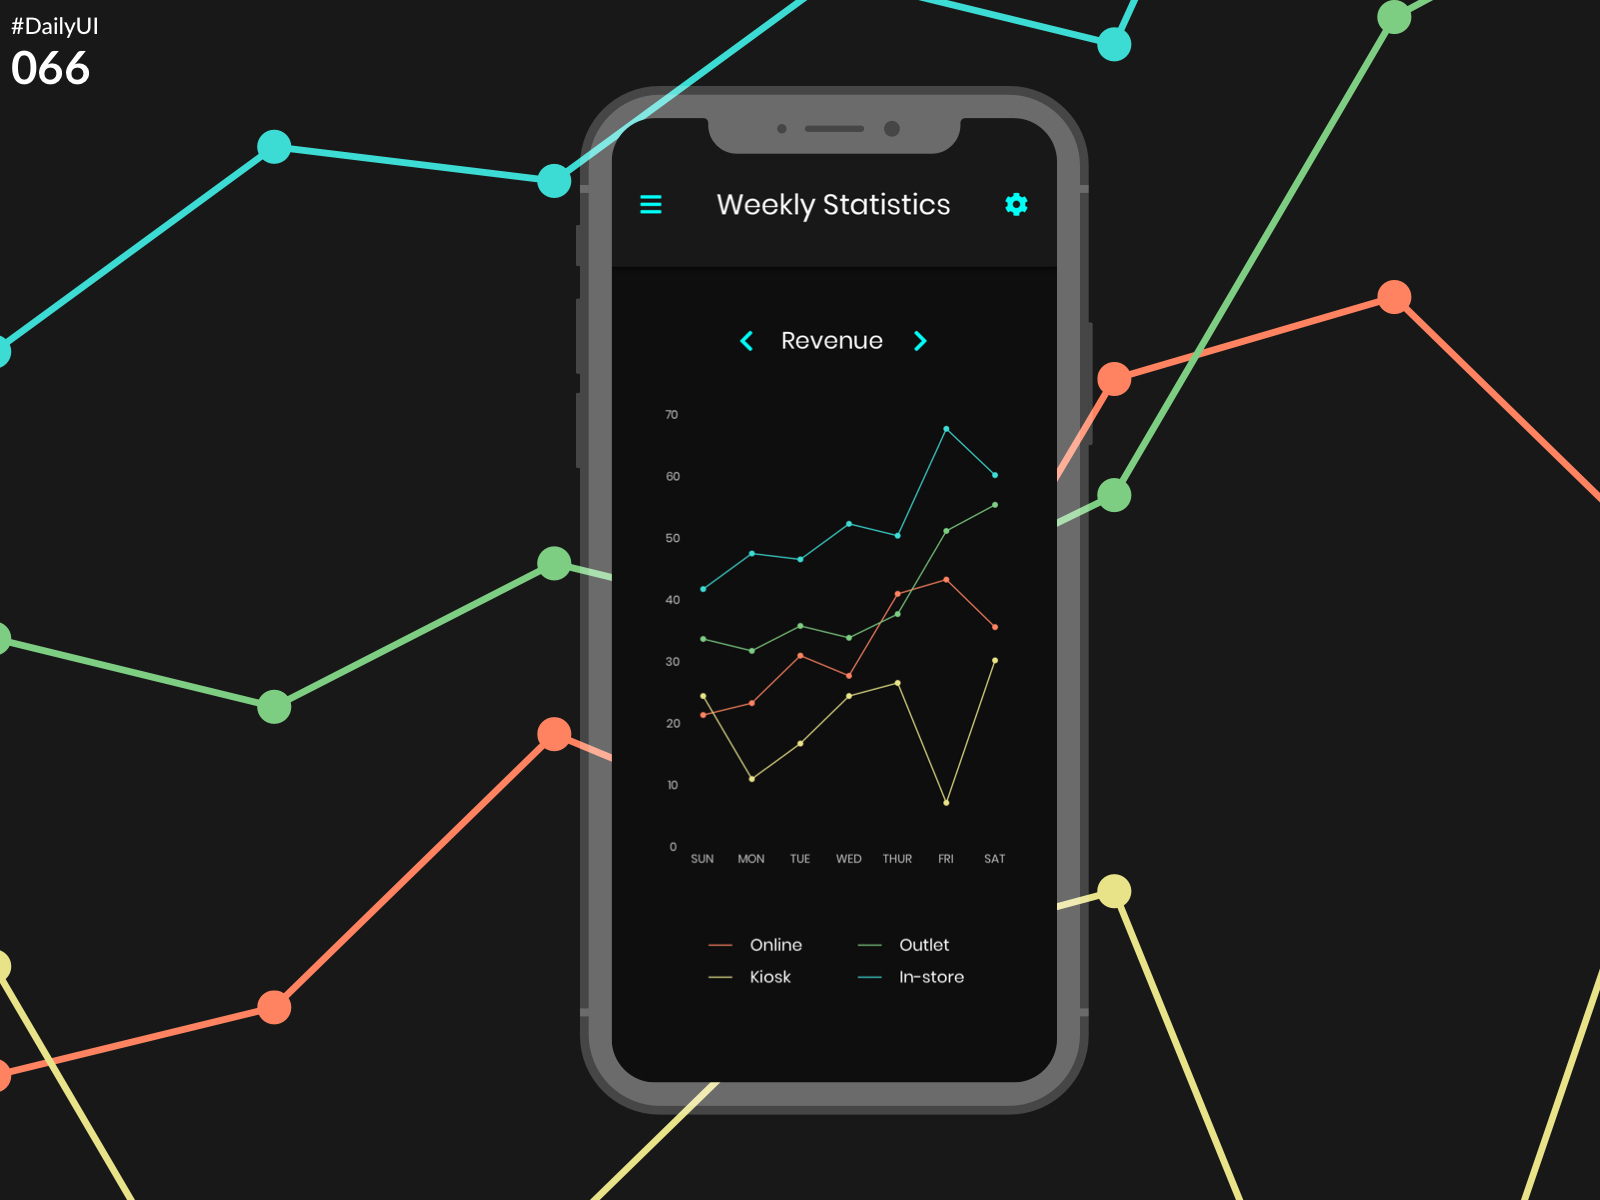 #DailyUI
066
Weekly Statistics
Revenue
70
60
50
40
30
20
10
0
SUN MON TUE WED THUR FRI SAT
Online Outlet
Kiosk In-store